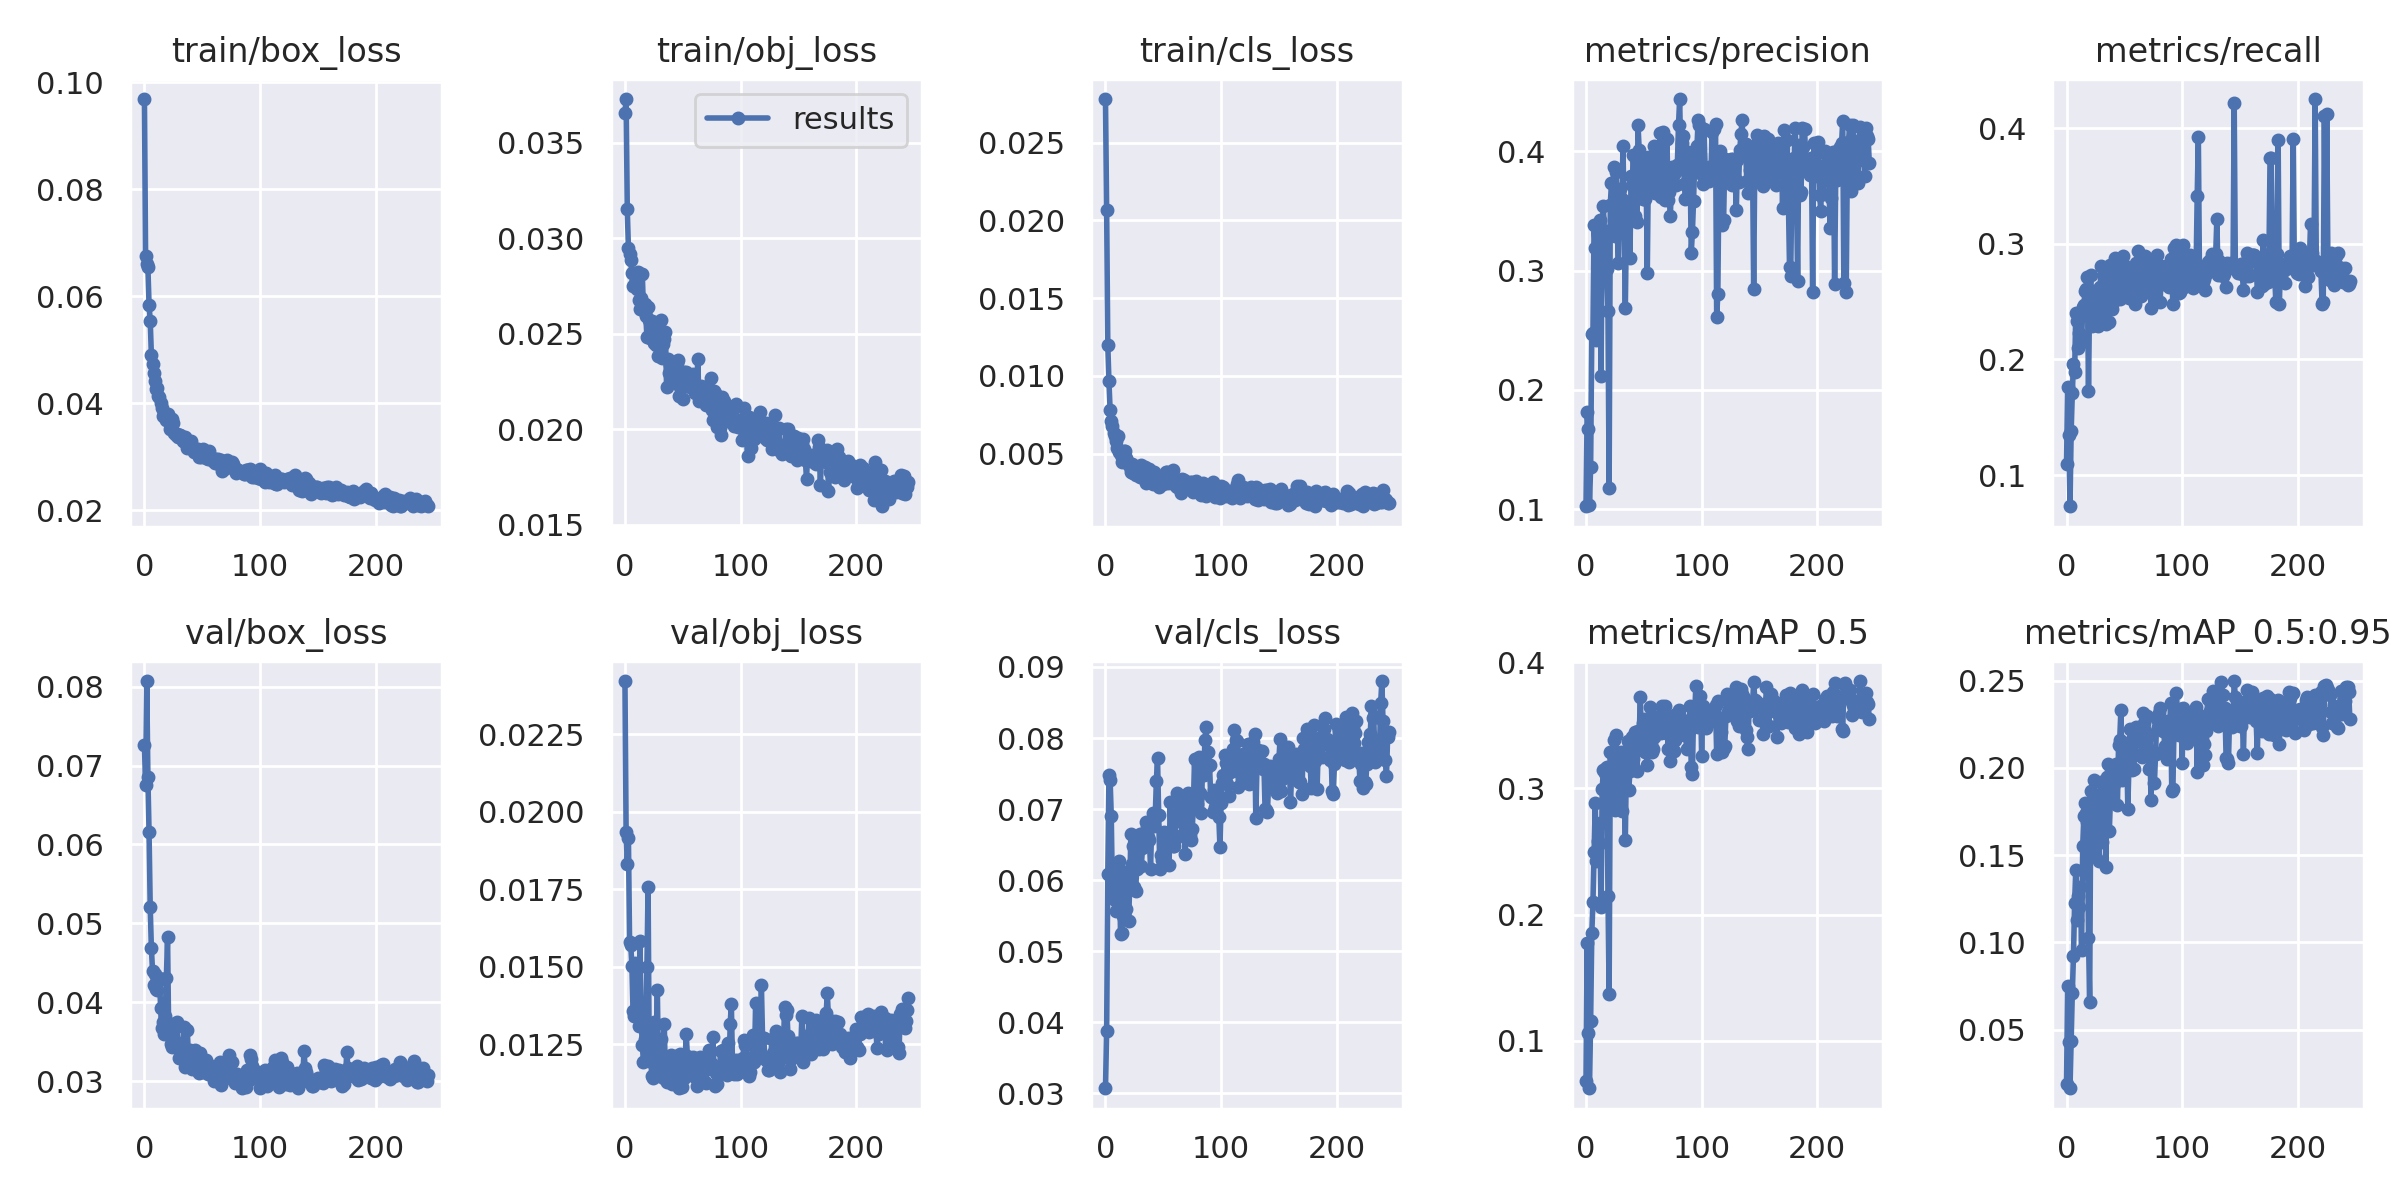 train/box_loss
0.10
0.08
0.06
0.04
0.02
0 100 200
train/obj_loss
results
0.035
0.030
0.025
0.020
0.015
0 100 200
train/cls_loss
0.025
0.020
0.015
0.010
0.005
0 100 200
metrics/precision
0.4
0.3
0.2
0.1
0 100 200
metrics/recall
0.4
0.3
0.2
0.1
0 100 200
val/box_loss
0.08
0.07
0.06
0.05
0.04
0.03
0 100 200
val/obj_loss
0.0225
0.0200
0.0175
0.0150
0.0125
0 100 200
val/cls_loss
0.09
0.08
0.07
0.06
0.05
0.04
0.03
0 100 200
metrics/mAP_0.5
0.4
0.3
0.2
0.1
0 100 200
metrics/mAP_0.5:0.95
0.25
0.20
0.15
0.10
0.05
0 100 200